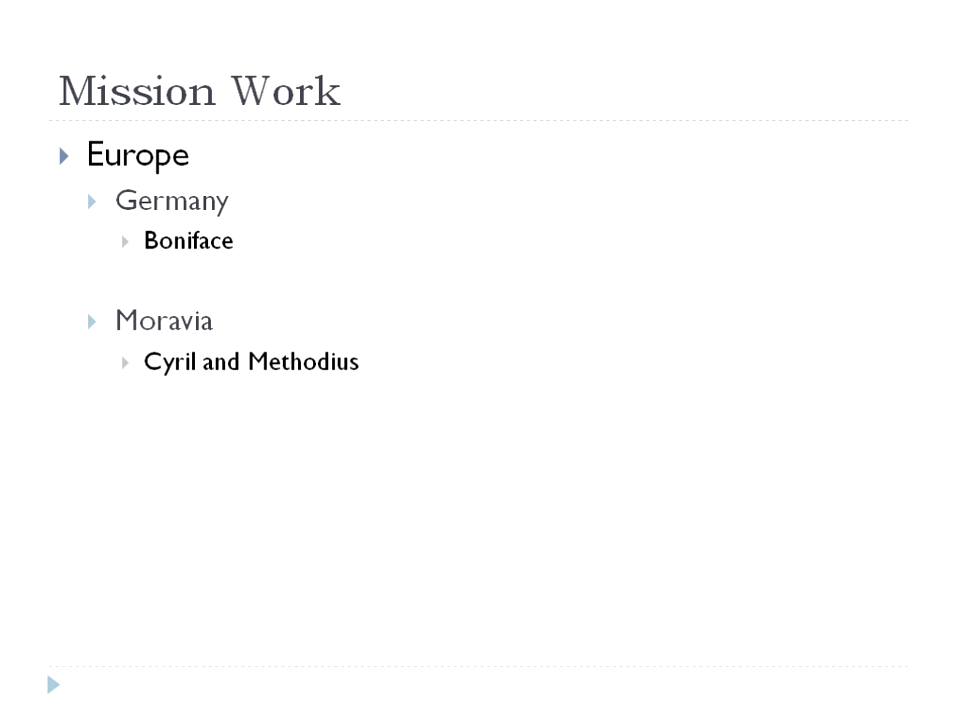 Mission Work
Europe
Germany
Boniface
Moravia
Cyril and Methodius